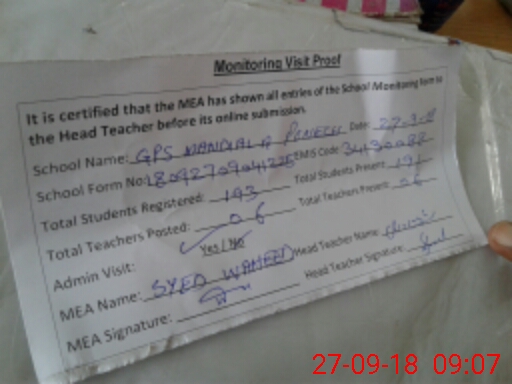 Monitoring Visit Proof
It is certified that the MEA has shown all entries of the School Monitoring form to
the Head Teacher before its online submission.
School Name: GPS Date:
School Form No: EMIS Code
Total Students Registered: 193 Total Students Present:
Total Teachers Posted: 06 Total Teachers Present: 06
Admin Visit: Yes / No
MEA Name: SYED WAHEED Head Teacher Name:
MEA Signature: Head Teacher Signature:
27-09-18 09:07